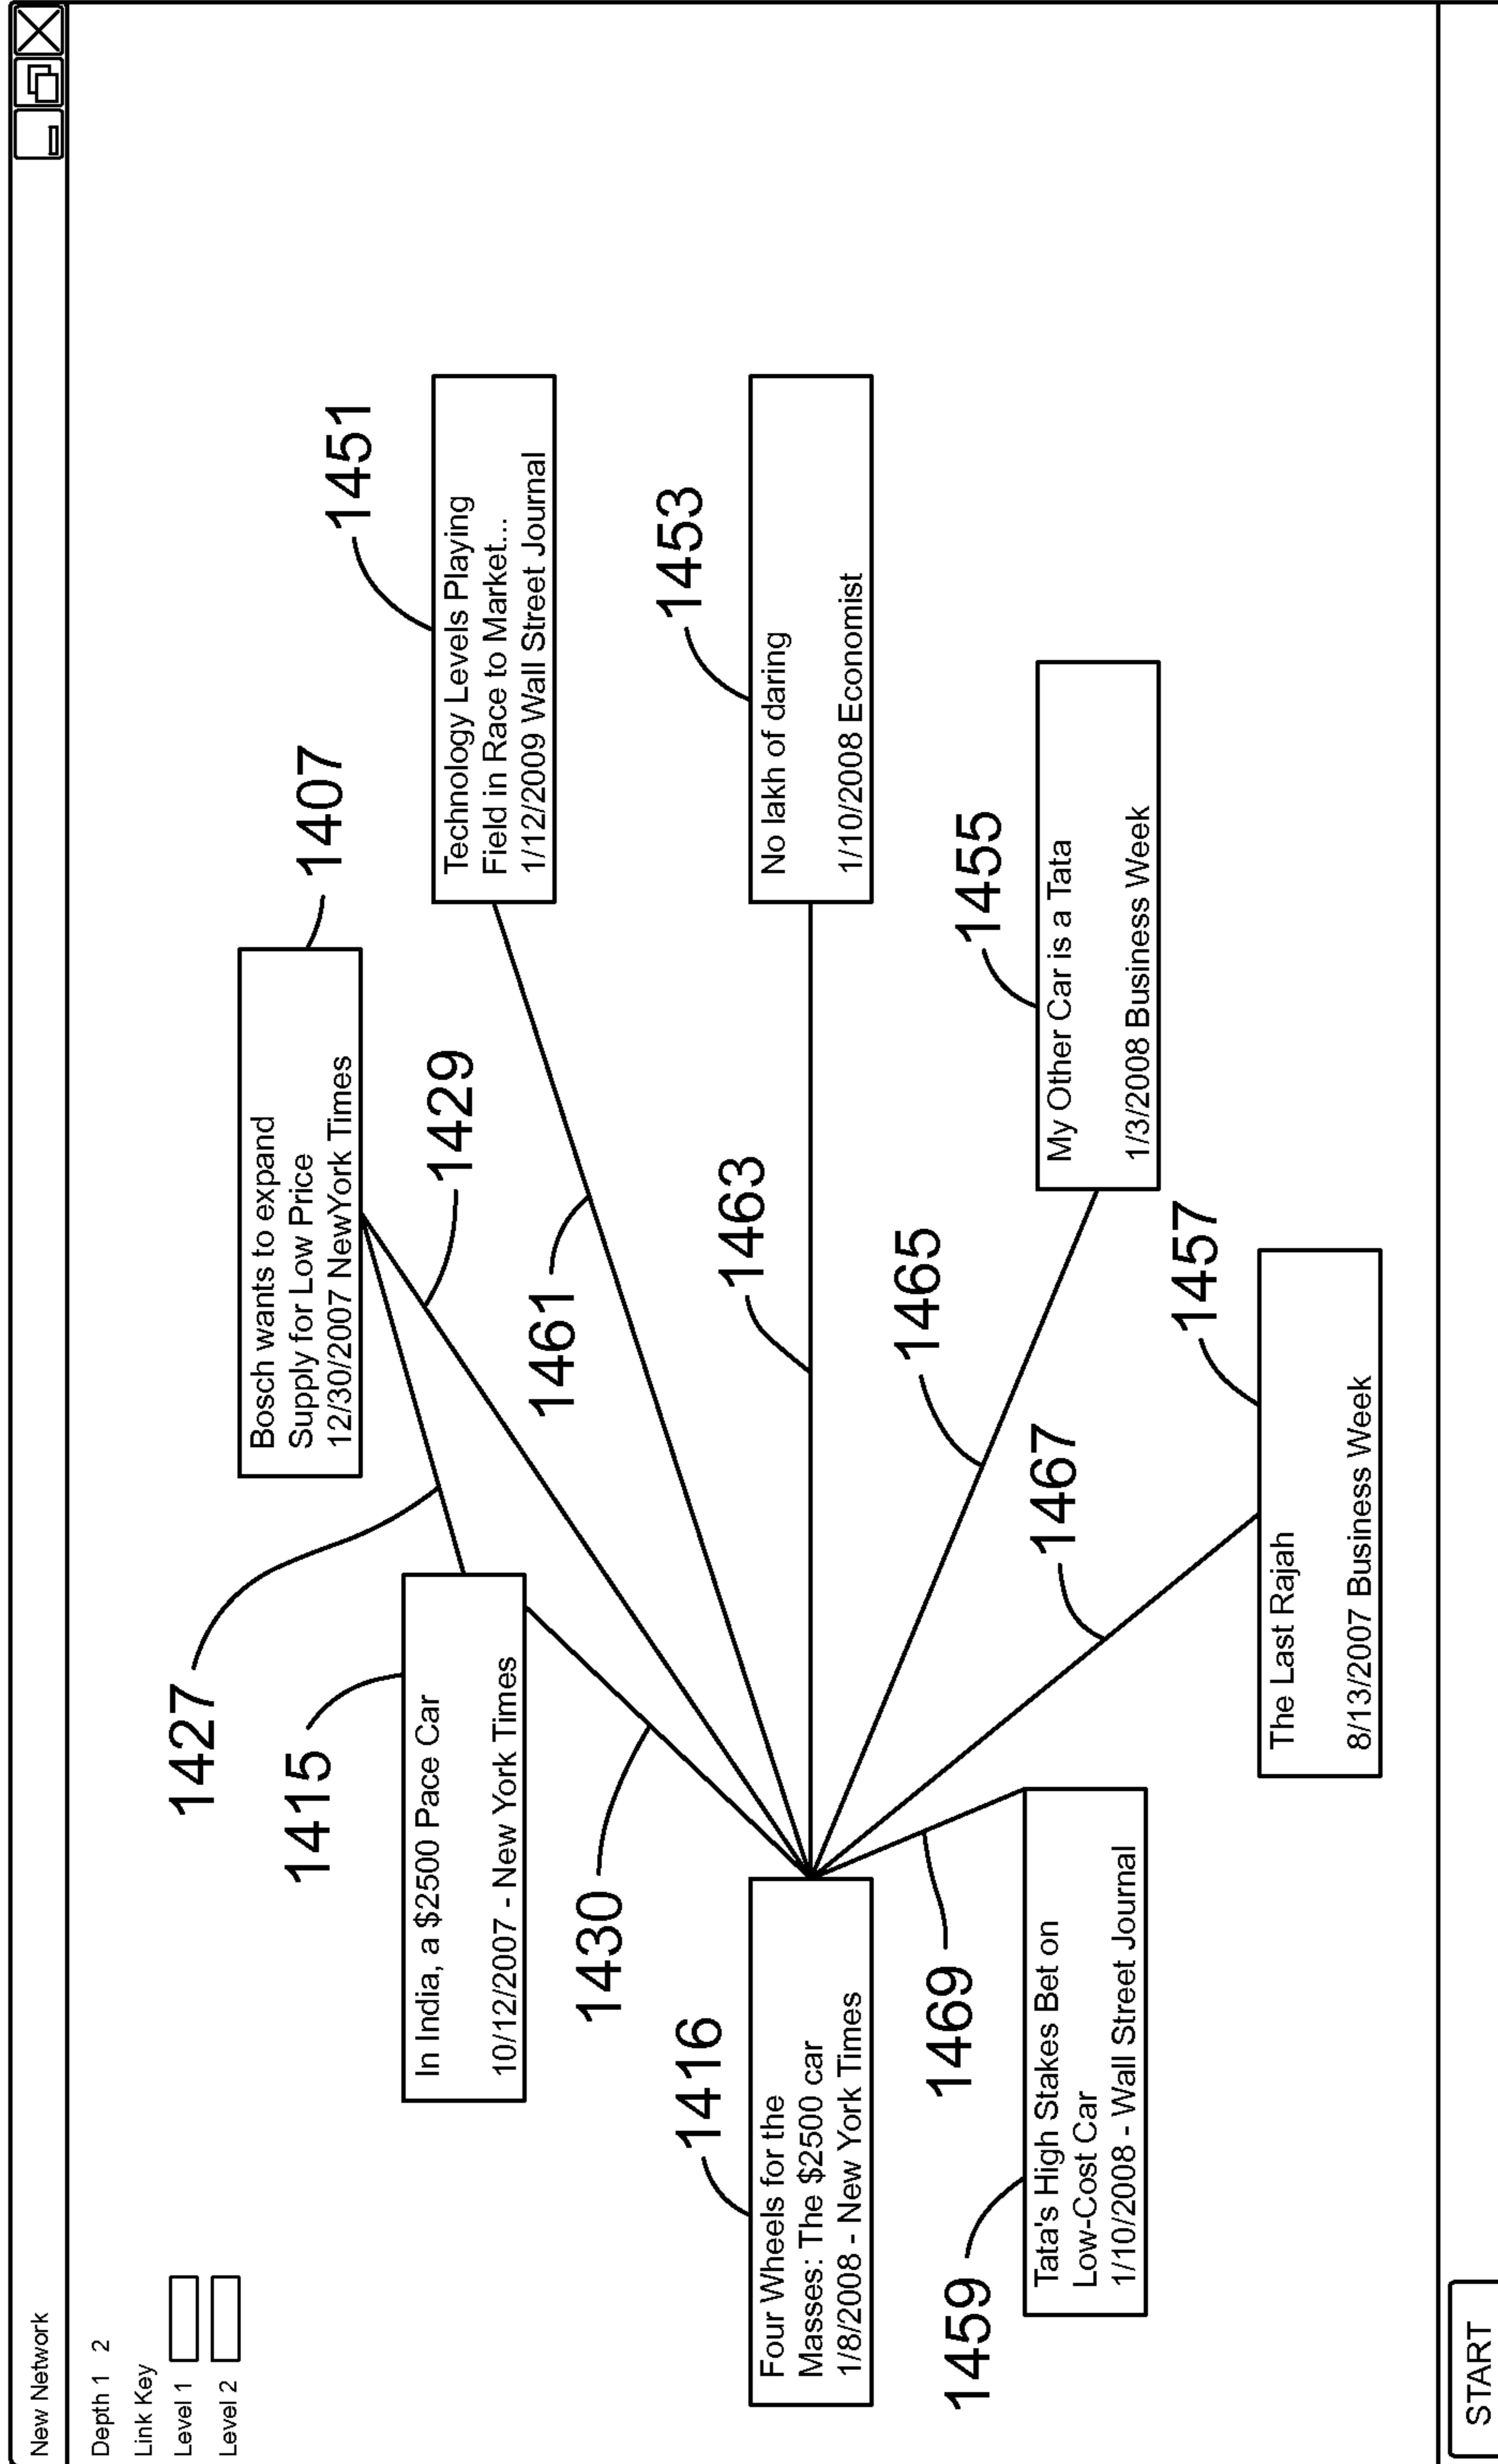 New Network
Depth 1 2
Link Key
Level 1
Level 2
1427
1407
Bosch wants to expand
Supply for Low Price
12/30/2007 NewYork Times
1415
In India, a $2500 Pace Car
10/12/2007 - New York Times
1429
1451
Technology Levels Playing
Field in Race to Market...
1/12/2009 Wall Street Journal
1430
1461
1416
Four Wheels for the
Masses: The $2500 car
1/8/2008 - New York Times
1463
1453
No lakh of daring
1/10/2008 Economist
1469
1465
1459
Tata's High Stakes Bet on
Low-Cost Car
1/10/2008 - Wall Street Journal
1467
1455
My Other Car is a Tata
1/3/2008 Business Week
1457
The Last Rajah
8/13/2007 Business Week
START